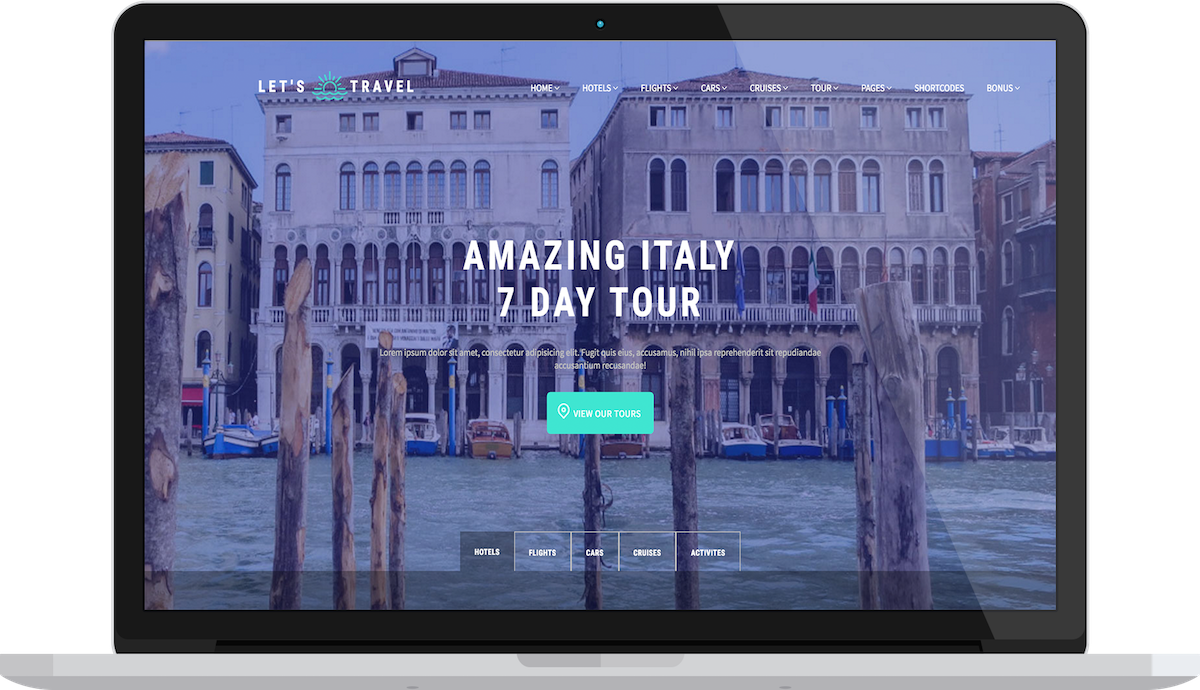 LET'S TRAVEL
HOME HOTELS FLIGHTS CARS CRUISES TOUR PAGES SHORTCODES BONUS
AMAZING ITALY
7 DAY TOUR
Lorem ipsum dolor sit amet, consectetur adipisicing elit. Fugit quis eius, accusamus, nihil ipsa reprehenderit sit repudiandae
accusantium recusandae!
VIEW OUR TOURS
HOTELS FLIGHTS CARS CRUISES ACTIVITES